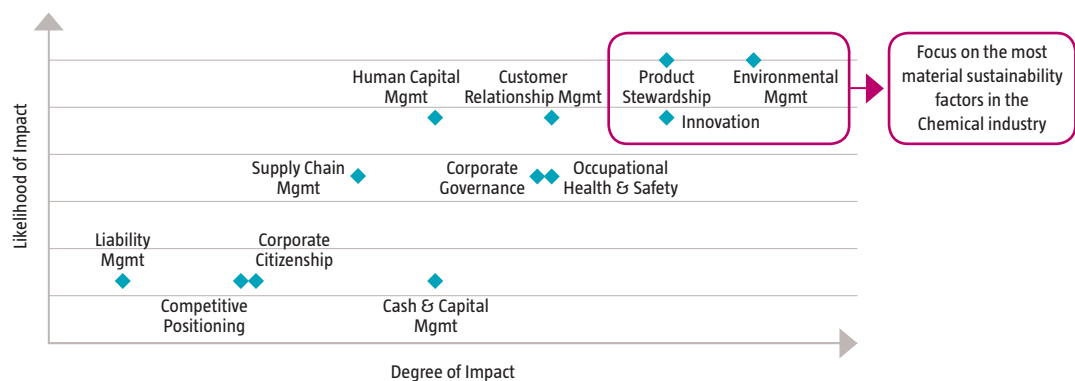 Focus on the most
material sustainability
factors in the
Chemical industry
Human Capital
Mgmt
Customer
Relationship Mgmt
Product
Stewardship
Environmental
Mgmt
Innovation
Supply Chain
Mgmt
Corporate
Governance
Occupational
Health & Safety
Liability
Mgmt
Corporate
Citizenship
Competitive
Positioning
Cash & Capital
Mgmt
Likelihood of Impact
Degree of Impact